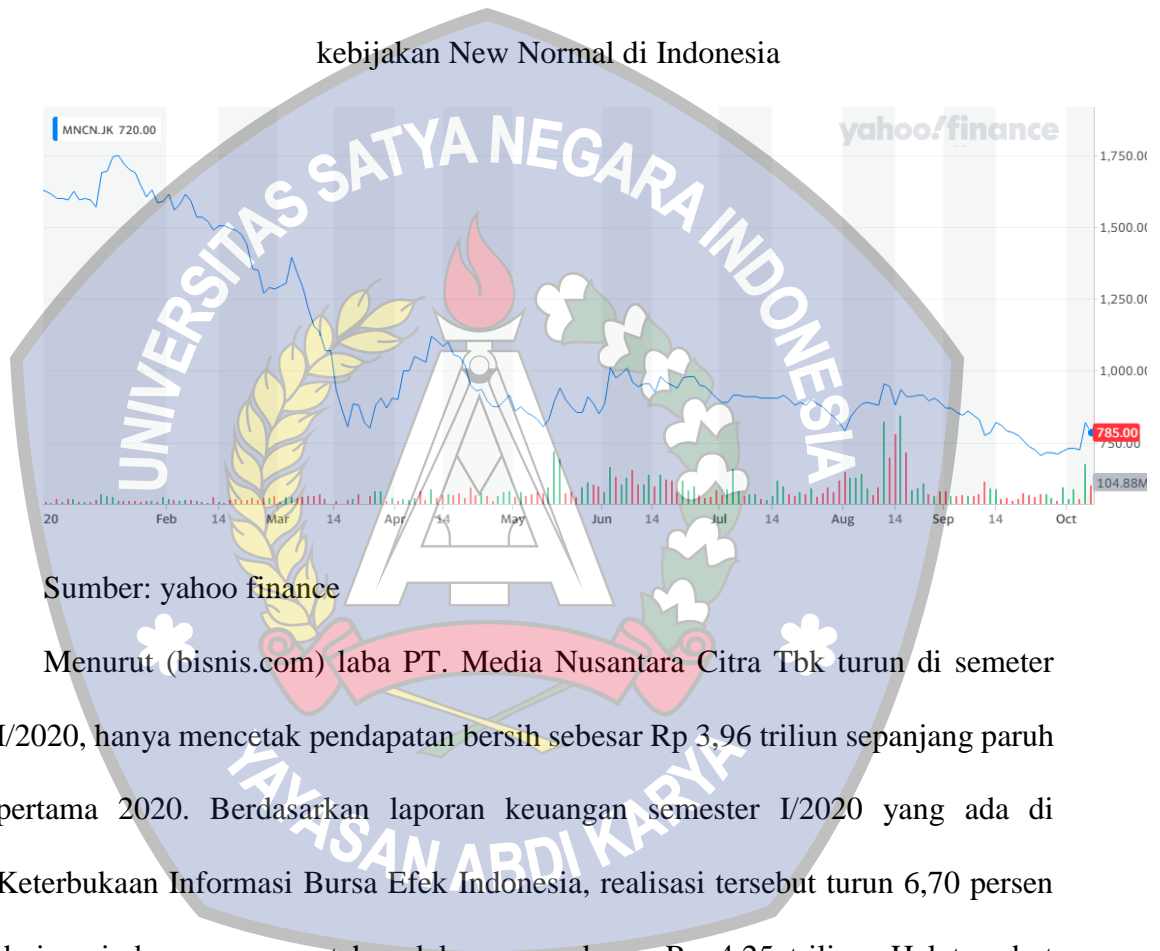 kebijakan New Normal di Indonesia
MNCN.JK 720.00
yahoo!finance
1,750.00
1,500.00
1,250.00
1,000.00
785.00
750.00
104.88M
20 Feb 14 Mar 14 Apr 14 May Jun 14 Jul 14 Aug 14 Sep 14 Oct
UNIVERSITAS SATYA NEGARA INDONESIA
Sumber: yahoo finance
Menurut (bisnis.com) laba PT. Media Nusantara Citra Tbk turun di semeter
I/2020, hanya mencetak pendapatan bersih sebesar Rp 3,96 triliun sepanjang paruh
pertama 2020. Berdasarkan laporan keuangan semester I/2020 yang ada di
Keterbukaan Informasi Bursa Efek Indonesia, realisasi tersebut turun 6,70 persen
YAYASAN ABDI KARYA